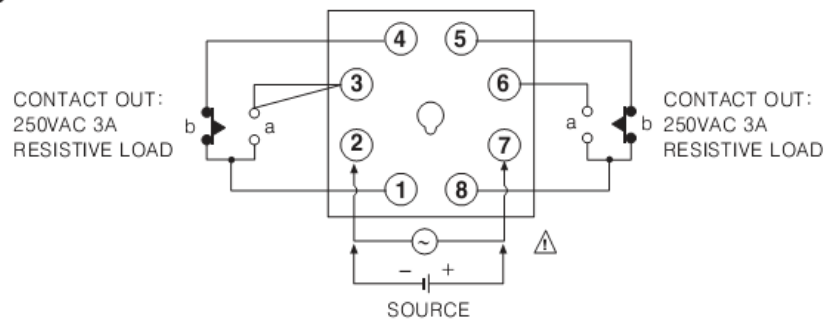 4 5
3 6
CONTACT OUT:
250VAC 3A
RESISTIVE LOAD
b a
a b
CONTACT OUT:
250VAC 3A
RESISTIVE LOAD
2 7
1 8
~
− +
SOURCE